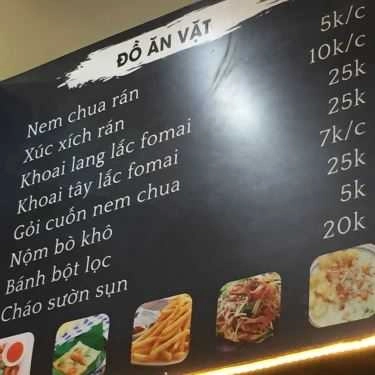 ĐỒ ĂN VẶT
Nem chua rán 5k/c
Xúc xích rán 10k/c
Khoai lang lắc fomai 25k
Khoai tây lắc fomai 25k
Gỏi cuốn nem chua 7k/c
Nộm bò khô 25k
Bánh bột lọc 5k
Cháo sườn sụn 20k